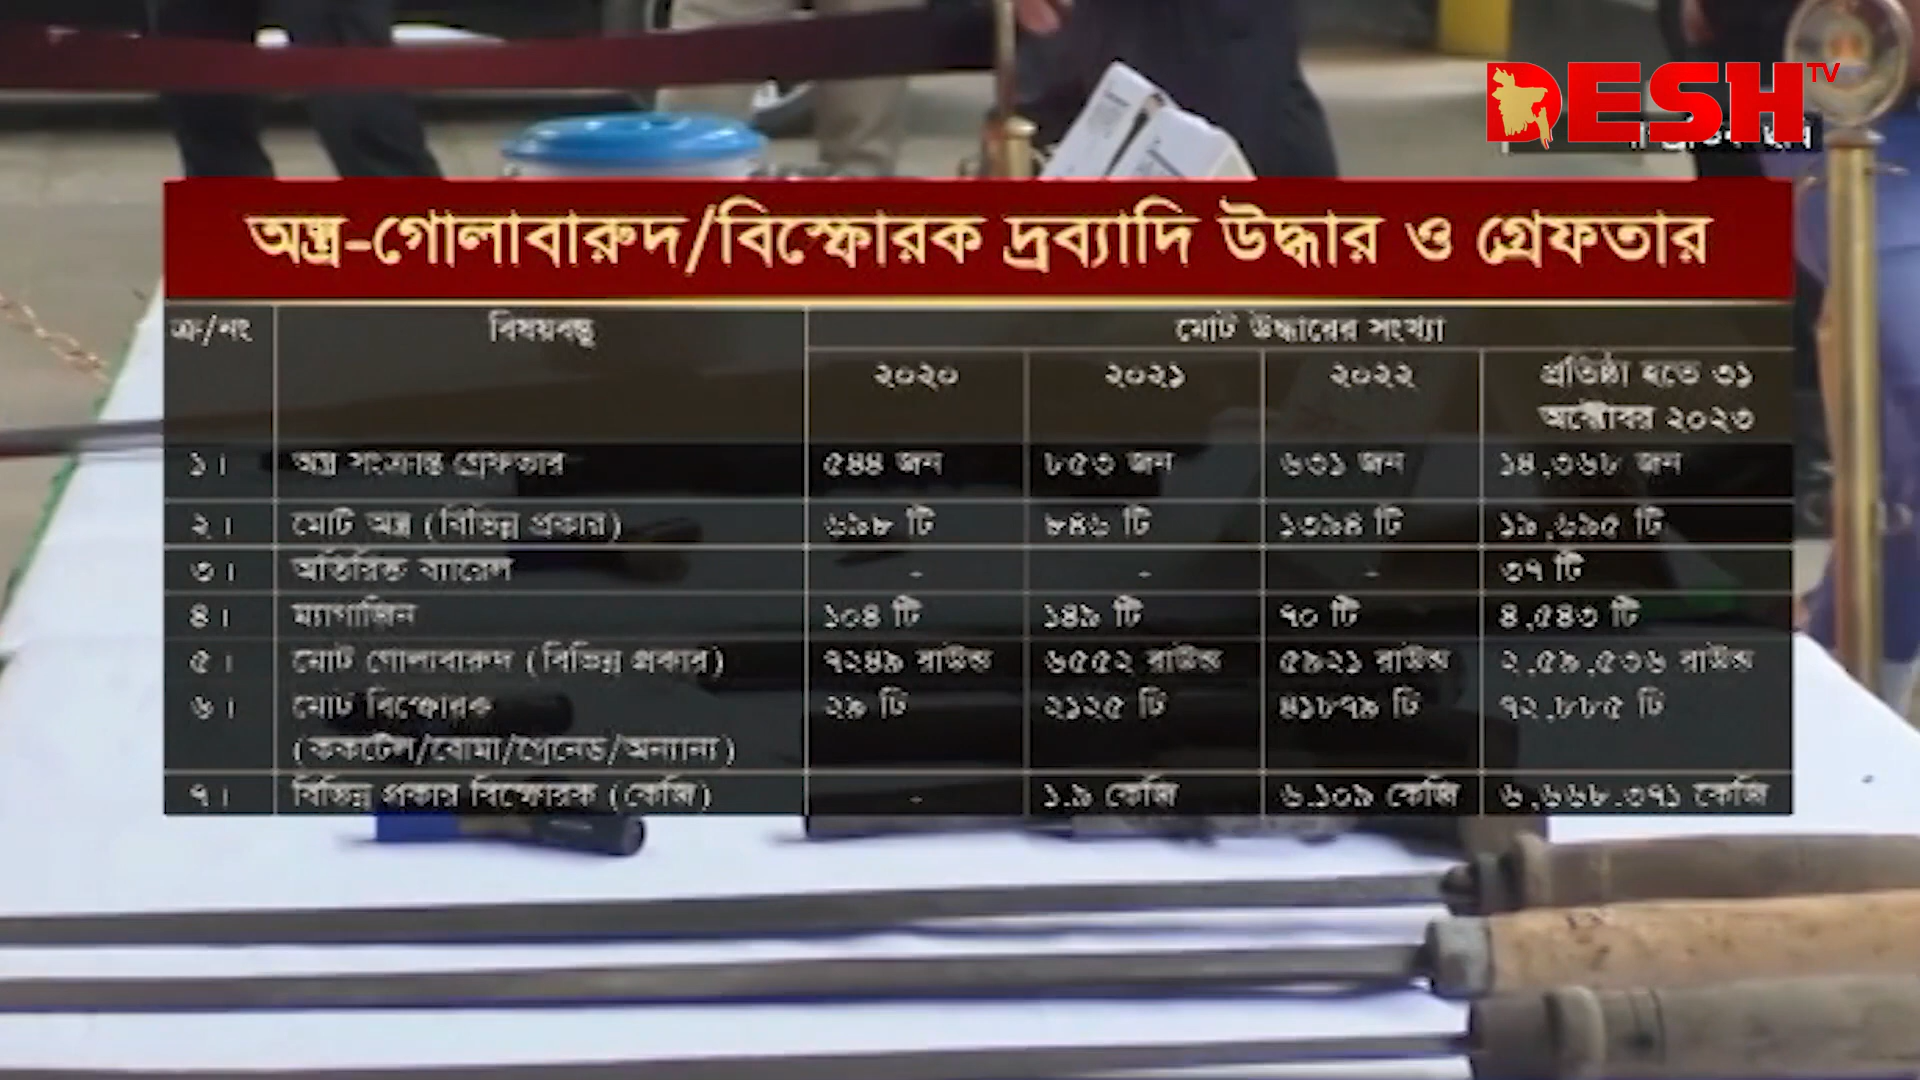 DESH TV
অস্ত্র-গোলাবারুদ/বিস্ফোরক দ্রব্যাদি উদ্ধার ও গ্রেফতার
ক্র/নং বিষয়বস্তু মোট উদ্ধারের সংখ্যা
২০২০ ২০২১ ২০২২ প্রতিষ্ঠা হতে ৩১
অক্টোবর ২০২৩
১। অস্ত্র সংক্রান্ত গ্রেফতার ৫৪৪ জন ৮৫৩ জন ৬৩১ জন ১৪,৩৬৮ জন
২। মোট অস্ত্র (বিভিন্ন প্রকার) ৬৯৮ টি ৮৪৬ টি ১৩৯৪ টি ১৯,৬৯৫ টি
৩। অতিরিক্ত ব্যারেল - - - ৩৭ টি
৪। ম্যাগাজিন ১০৪ টি ১৪৯ টি ৭০ টি ৪,৫৪৩ টি
৫। মোট গোলাবারুদ (বিভিন্ন প্রকার) ৭২৪৯ রাউন্ড ৬৫৫২ রাউন্ড ৫৯২১ রাউন্ড ২,৫৯,৫৩৬ রাউন্ড
৬। মোট বিস্ফোরক ২৯ টি ২১২৫ টি ৪১৮৭৯ টি ৭২,৮৮৫ টি
(ককটেল/বোমা/গ্রেনেড/অন্যান্য)
৭। বিভিন্ন প্রকার বিস্ফোরক (কেজি) - ১.৯ কেজি ৬.১০৯ কেজি ৬,৬৬৮.৩৭১ কেজি